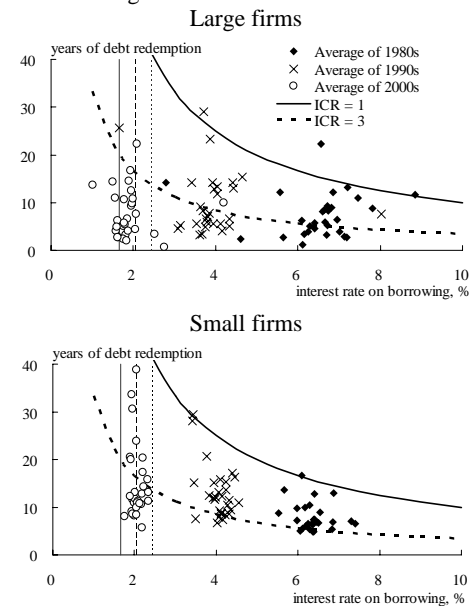 Large firms
years of debt redemption
40
30
20
10
0
0
2
4
6
8
10
interest rate on borrowing, %
Average of 1980s
Average of 1990s
Average of 2000s
ICR = 1
ICR = 3
Small firms
years of debt redemption
40
30
20
10
0
0
2
4
6
8
10
interest rate on borrowing, %